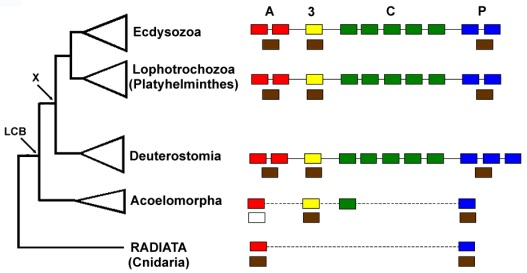 A 3 C P
Ecdysozoa
Lophotrochozoa
(Platyhelminthes)
X
LCB
Deuterostomia
Acoelomorpha
RADIATA
(Cnidaria)